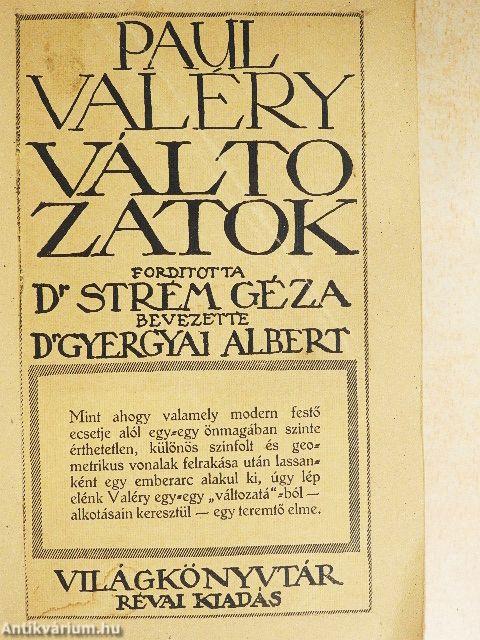 PAUL
VALÉRY
VÁLTO
ZATOK
FORDITOTTA
Dr STREM GÉZA
BEVEZETTE
Dr GYERGYAI ALBERT
Mint ahogy valamely modern festő
ecsetje alól egy-egy önmagában szinte
érthetetlen, különös szinfolt és geo-
metrikus vonalak felrakása után lassan-
ként egy emberarc alakul ki, úgy lép
elénk Valéry egy-egy „változatá"-ból —
alkotásain keresztül — egy teremtő elme.
VILÁGKÖNYVTÁR
RÉVAI KIADÁS
Antikvarium.hu